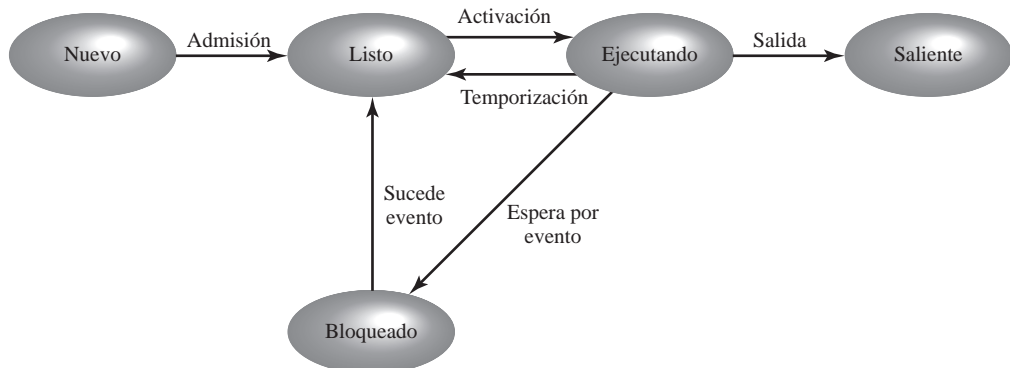 Activación
Nuevo
Admisión
Listo
Ejecutando
Salida
Saliente
Temporización
Sucede
evento
Espera por
evento
Bloqueado